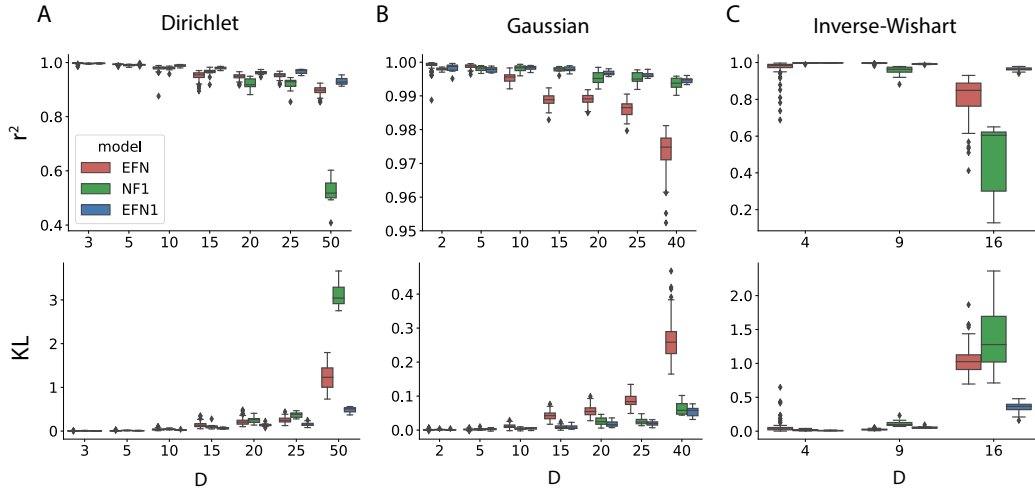 A Dirichlet
B Gaussian
C Inverse-Wishart
r²
1.0
0.8
0.6
0.4
model
EFN
NF1
EFN1
3 5 10 15 20 25 50
1.00
0.99
0.98
0.97
0.96
0.95
2 5 10 15 20 25 40
1.0
0.8
0.6
0.4
0.2
4 9 16
KL
3
2
1
0
3 5 10 15 20 25 50
D
0.4
0.3
0.2
0.1
0.0
2 5 10 15 20 25 40
D
2.0
1.5
1.0
0.5
0.0
4 9 16
D